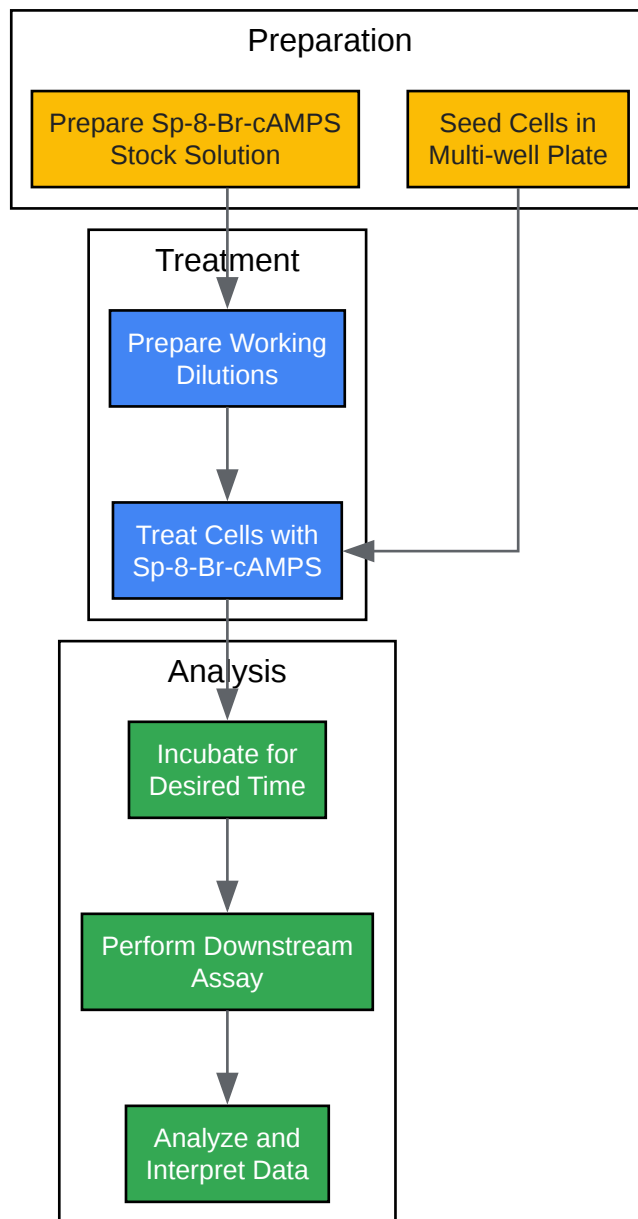 Preparation
Prepare Sp-8-Br-cAMPS
Stock Solution
Seed Cells in
Multi-well Plate
Treatment
Prepare Working
Dilutions
Treat Cells with
Sp-8-Br-cAMPS
Analysis
Incubate for
Desired Time
Perform Downstream
Assay
Analyze and
Interpret Data